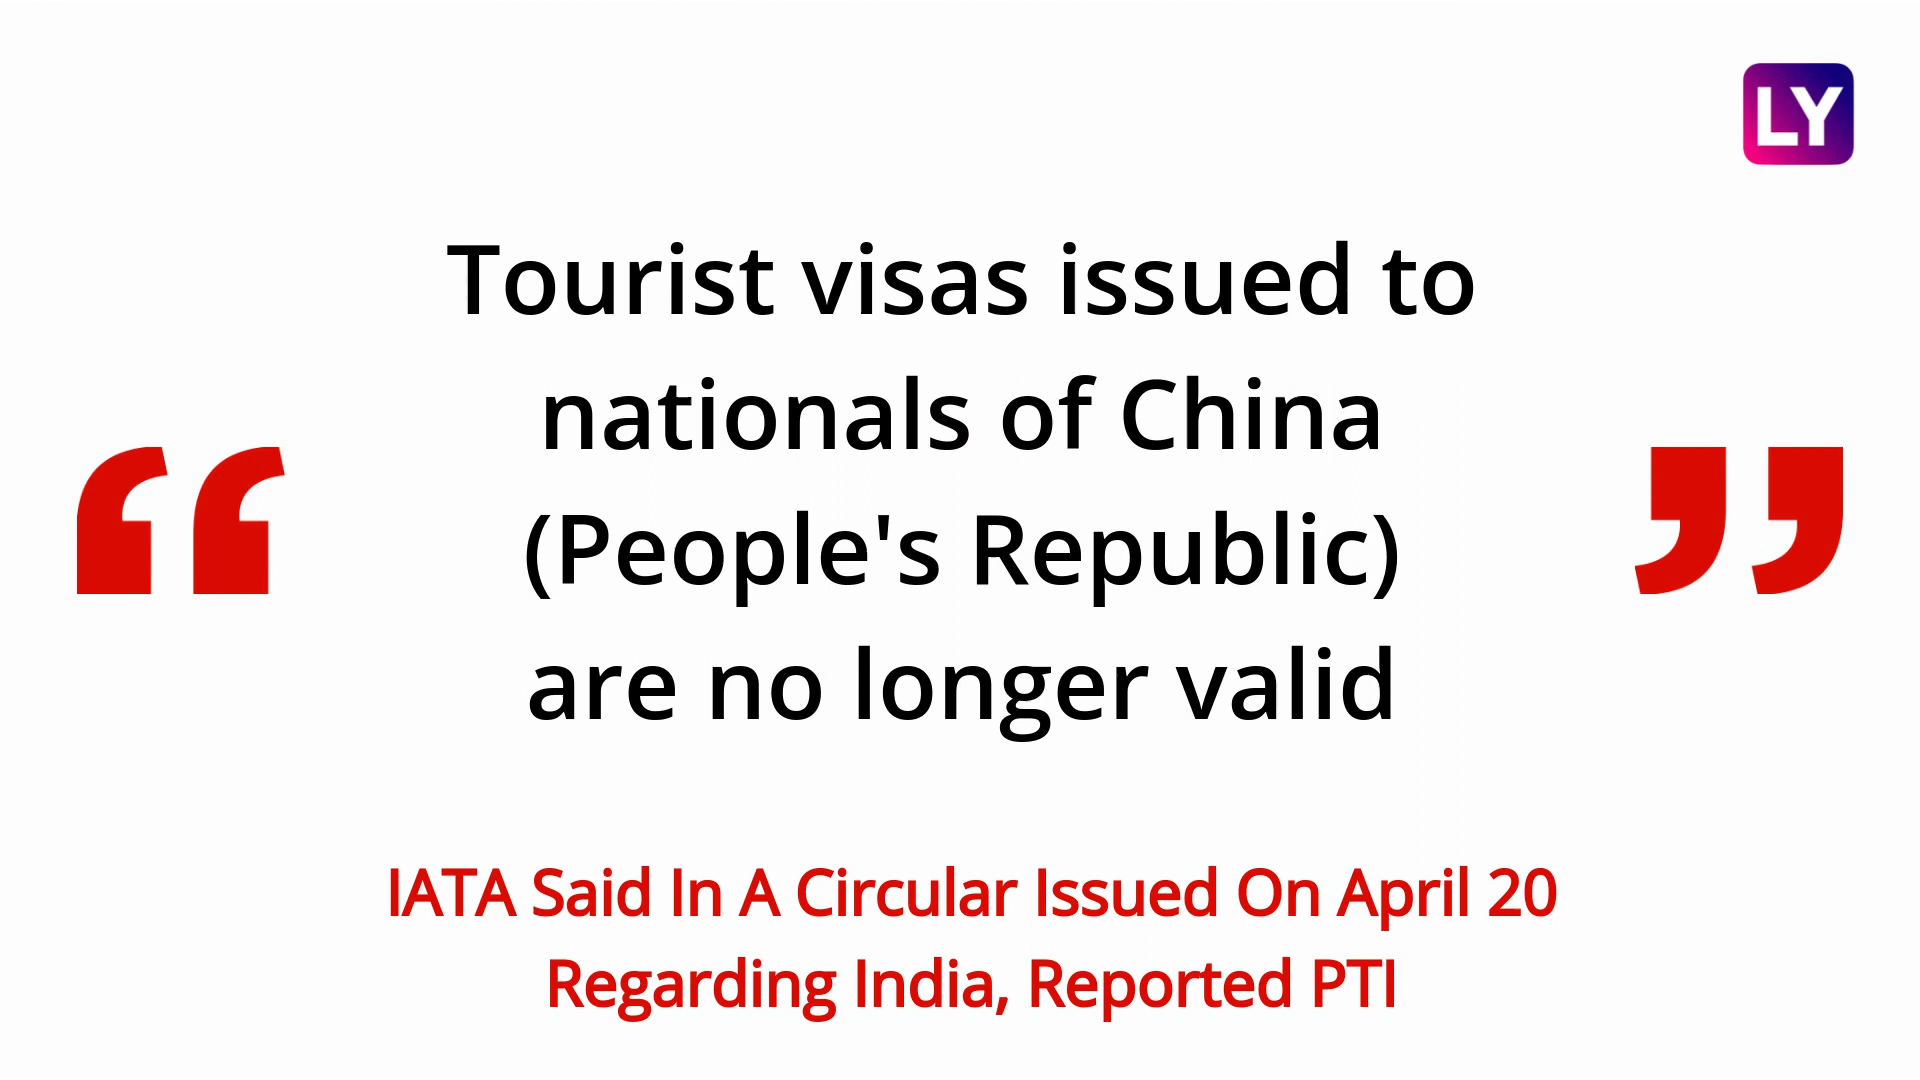 LY
Tourist visas issued to
nationals of China
(People's Republic)
are no longer valid
IATA Said In A Circular Issued On April 20
Regarding India, Reported PTI